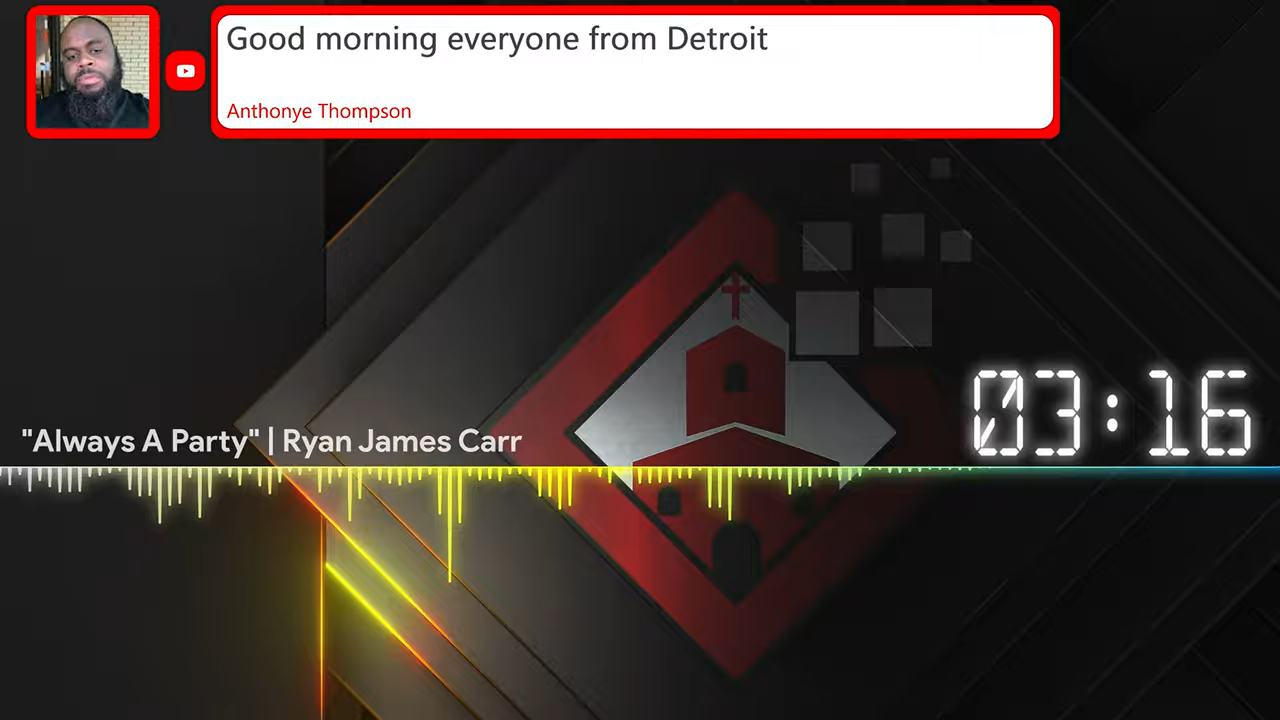 Good morning everyone from Detroit
Anthonye Thompson
"Always A Party" | Ryan James Carr
03:16